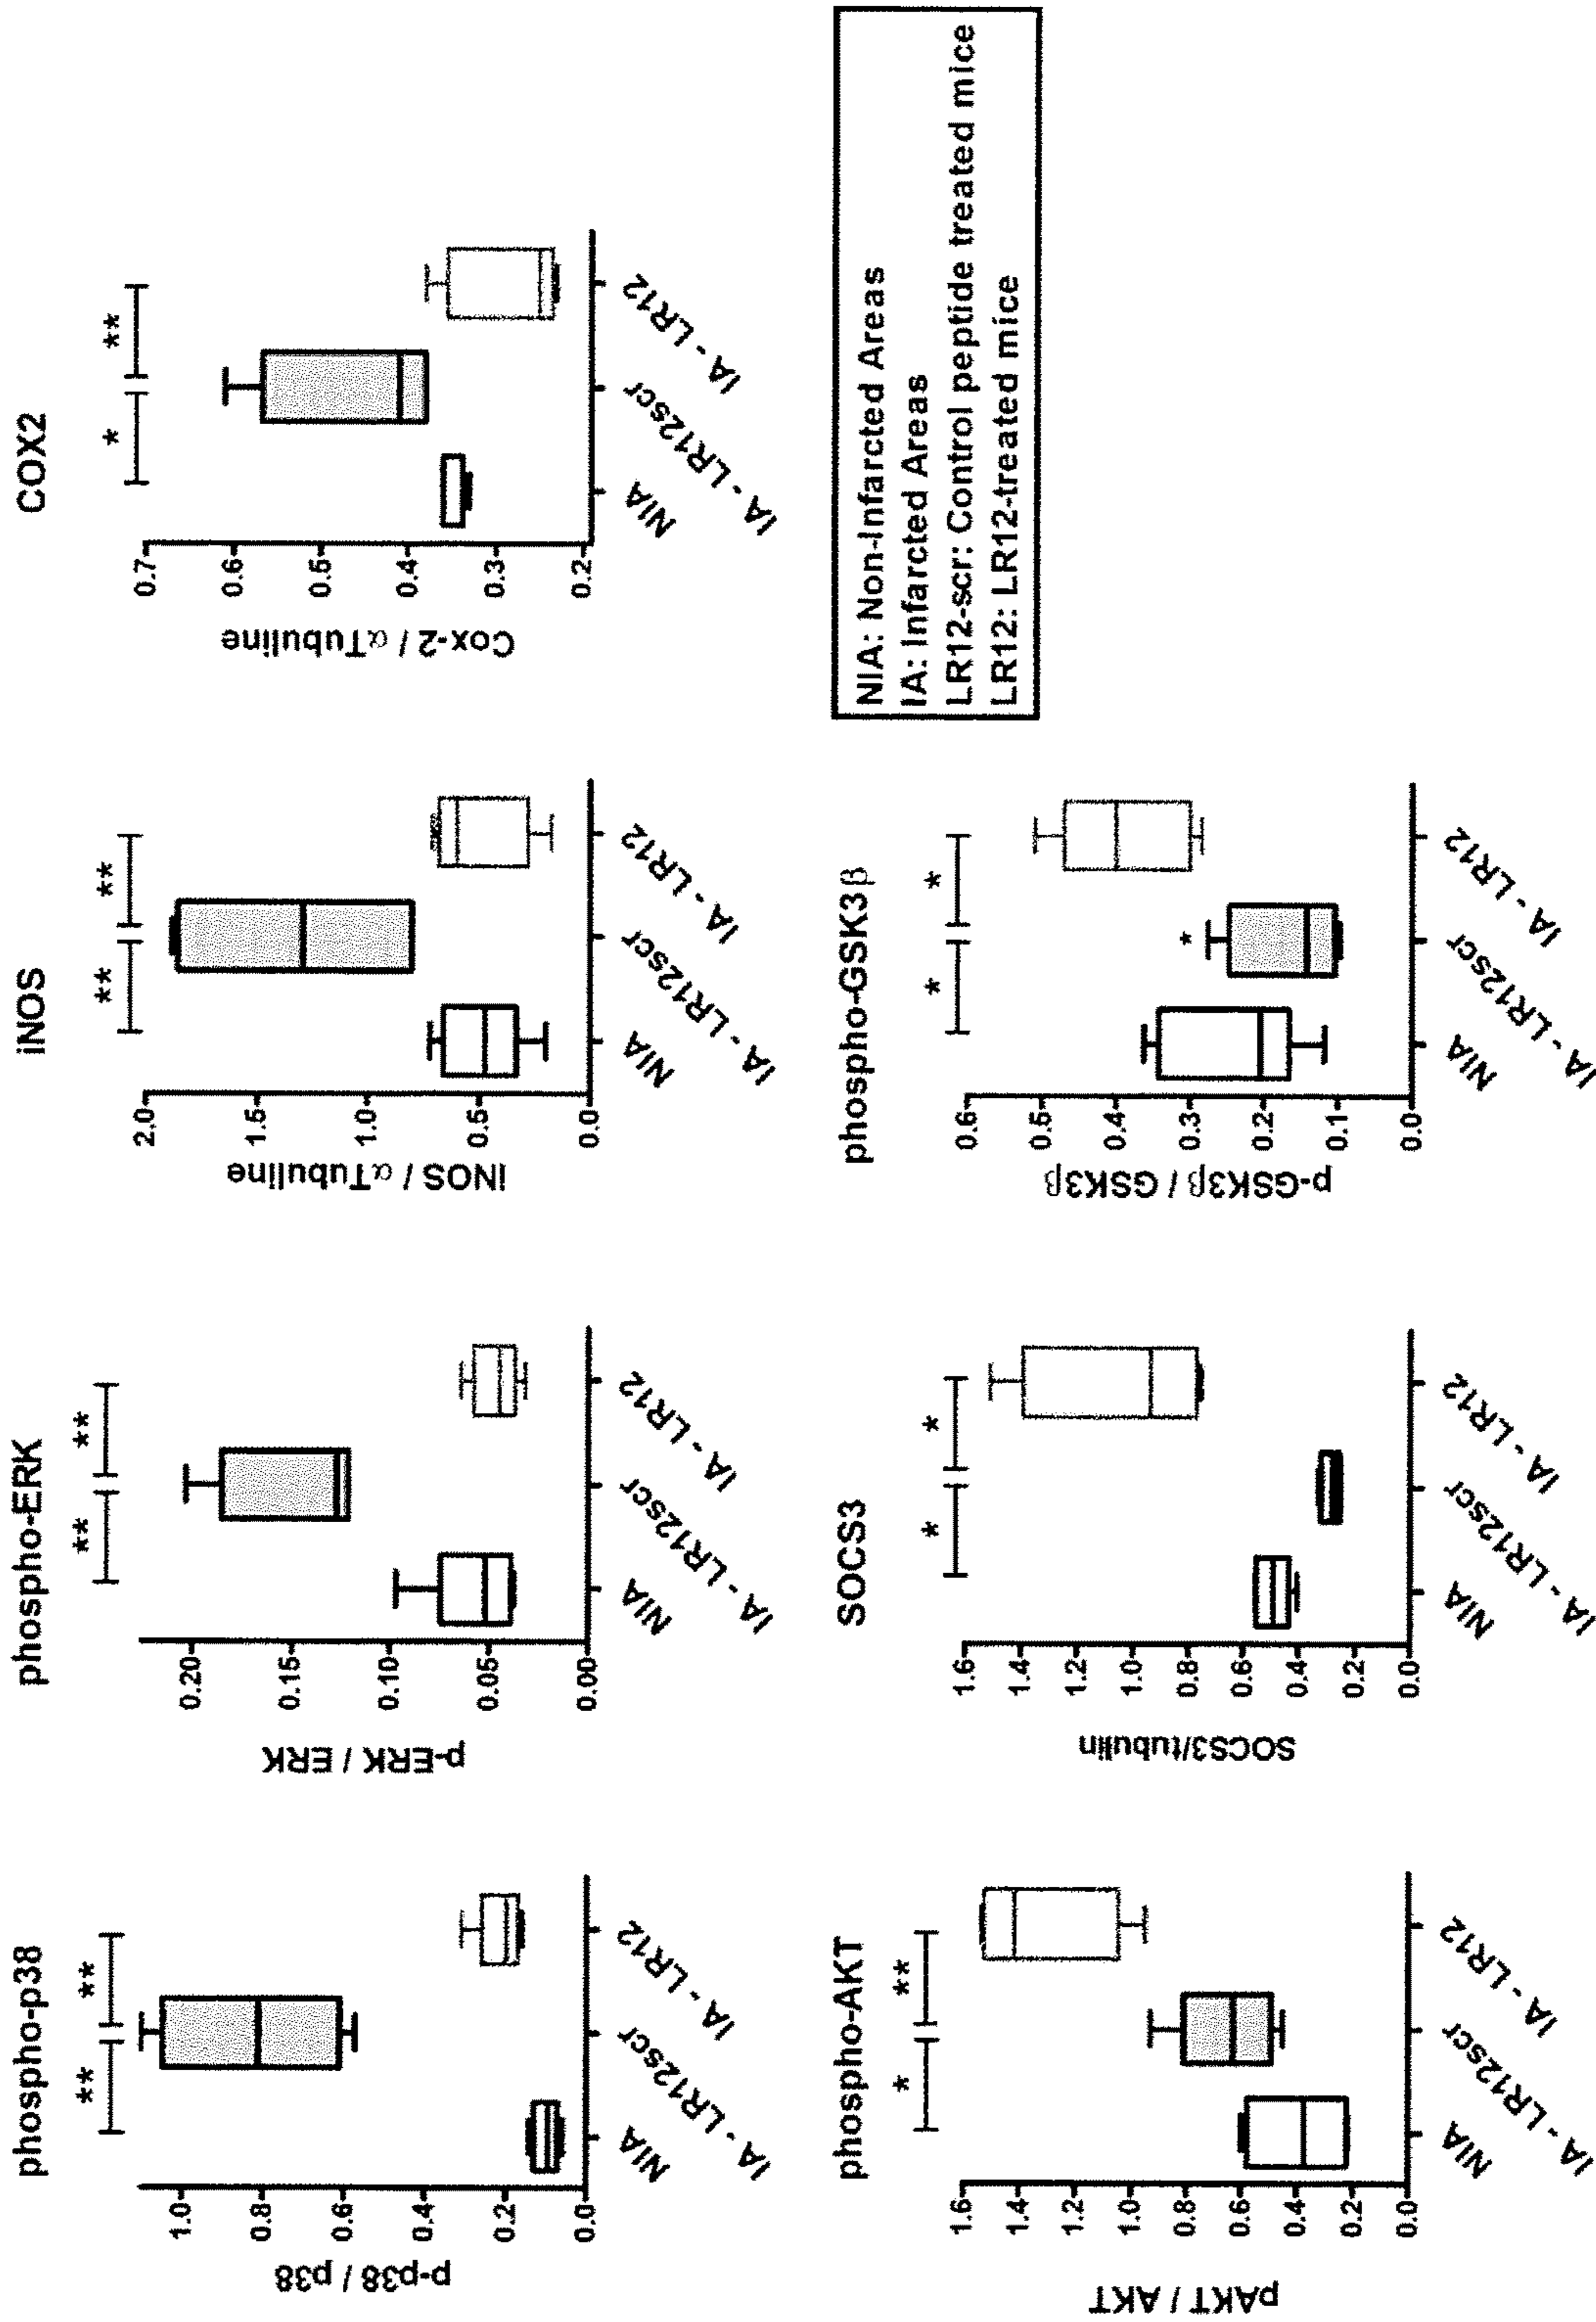 phospho-p38
p-p38 / p38
1.0
0.8
0.6
0.4
0.2
0.0
** **
NIA
IA - LR12scr
IA - LR12
phospho-ERK
p-ERK / ERK
0.20
0.15
0.10
0.05
0.00
** **
NIA
IA - LR12scr
IA - LR12
iNOS
iNOS / αTubuline
2.0
1.5
1.0
0.5
0.0
** **
NIA
IA - LR12scr
IA - LR12
COX2
Cox-2 / αTubuline
0.7
0.6
0.5
0.4
0.3
0.2
* **
NIA
IA - LR12scr
IA - LR12
phospho-AKT
pAKT / AKT
1.6
1.4
1.2
1.0
0.8
0.6
0.4
0.2
0.0
* **
NIA
IA - LR12scr
IA - LR12
SOCS3
SOCS3/tubulin
1.6
1.4
1.2
1.0
0.8
0.6
0.4
0.2
0.0
* *
NIA
IA - LR12scr
IA - LR12
phospho-GSK3β
p-GSK3β / GSK3β
0.6
0.5
0.4
0.3
0.2
0.1
0.0
* *
*
NIA
IA - LR12scr
IA - LR12
NIA: Non-Infarcted Areas
IA: Infarcted Areas
LR12-scr: Control peptide treated mice
LR12: LR12-treated mice